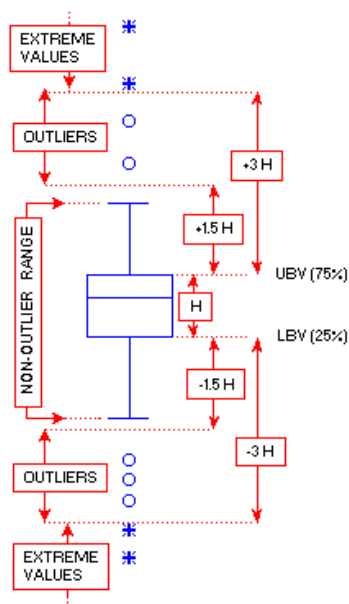 EXTREME
VALUES
OUTLIERS
+3 H
+1.5 H
NON-OUTLIER RANGE
UBV (75%)
H
LBV (25%)
-1.5 H
-3 H
OUTLIERS
EXTREME
VALUES